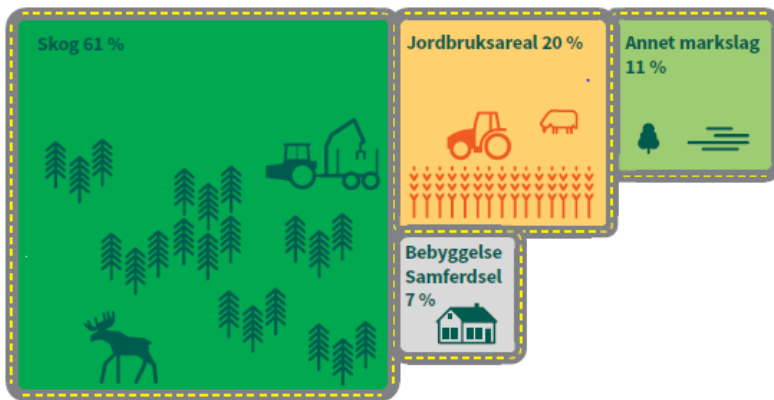 Skog 61 %
Jordbruksareal 20 %
Annet markslag
11 %
Bebyggelse
Samferdsel
7 %